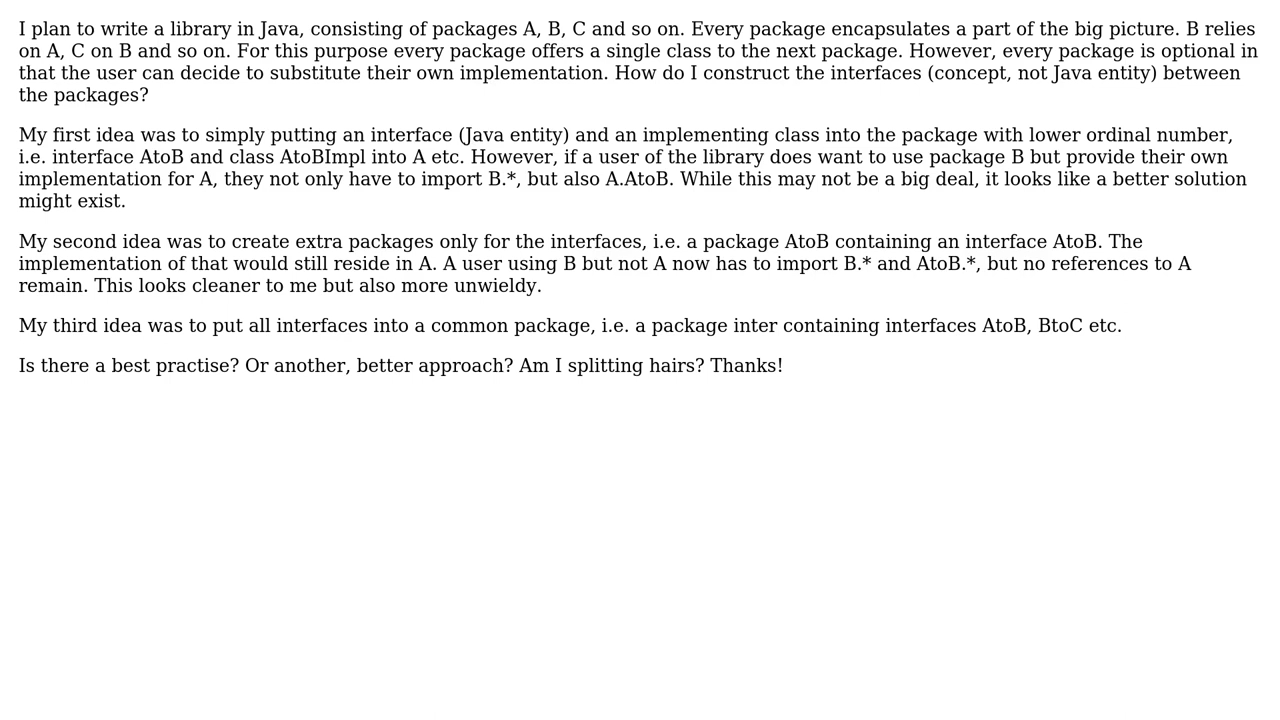 I plan to write a library in Java, consisting of packages A, B, C and so on. Every package encapsulates a part of the big picture. B relies
on A, C on B and so on. For this purpose every package offers a single class to the next package. However, every package is optional in
that the user can decide to substitute their own implementation. How do I construct the interfaces (concept, not Java entity) between
the packages?
My first idea was to simply putting an interface (Java entity) and an implementing class into the package with lower ordinal number,
i.e. interface AtoB and class AtoBImpl into A etc. However, if a user of the library does want to use package B but provide their own
implementation for A, they not only have to import B.*, but also A.AtoB. While this may not be a big deal, it looks like a better solution
might exist.
My second idea was to create extra packages only for the interfaces, i.e. a package AtoB containing an interface AtoB. The
implementation of that would still reside in A. A user using B but not A now has to import B.* and AtoB.*, but no references to A
remain. This looks cleaner to me but also more unwieldy.
My third idea was to put all interfaces into a common package, i.e. a package inter containing interfaces AtoB, BtoC etc.
Is there a best practise? Or another, better approach? Am I splitting hairs? Thanks!